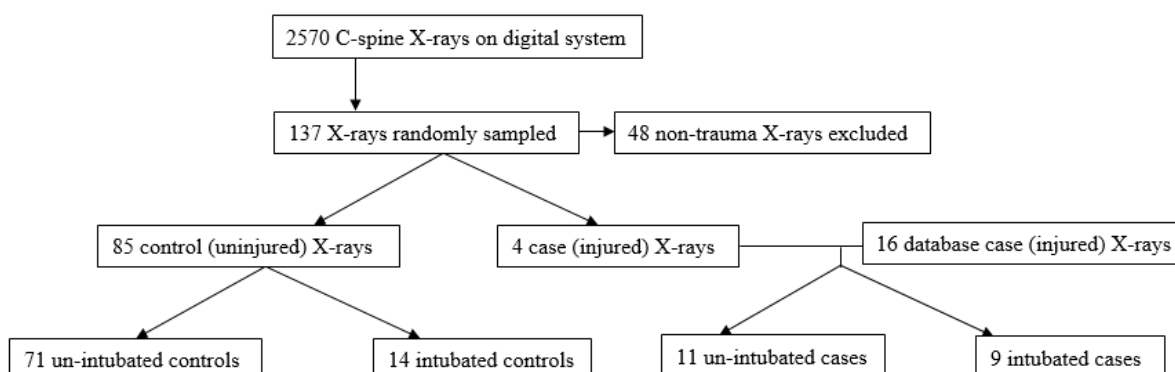 2570 C-spine X-rays on digital system
137 X-rays randomly sampled
48 non-trauma X-rays excluded
85 control (uninjured) X-rays
4 case (injured) X-rays
16 database case (injured) X-rays
71 un-intubated controls
14 intubated controls
11 un-intubated cases
9 intubated cases